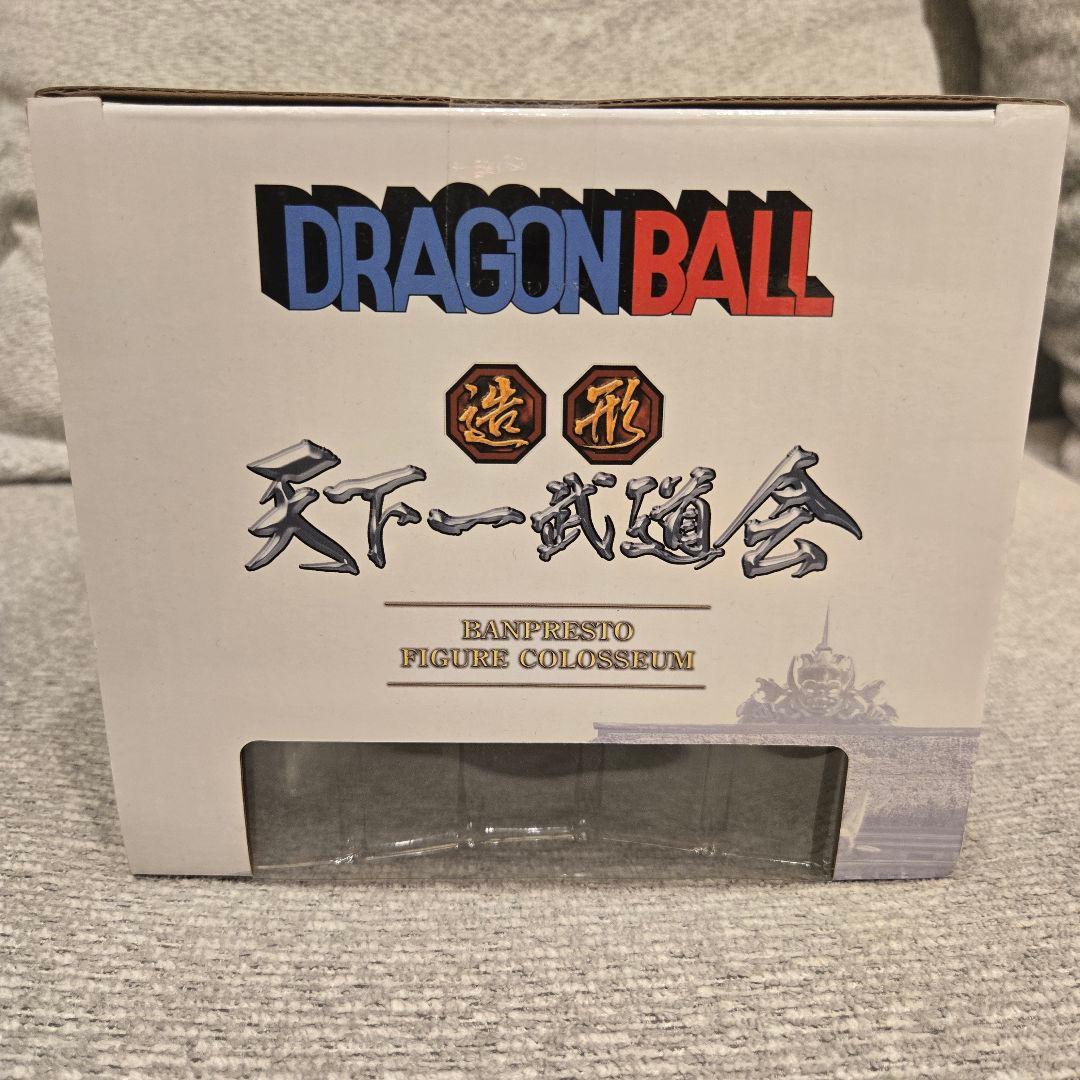 DRAGONBALL
造形
天下一武道会
BANPRESTO
FIGURE COLOSSEUM